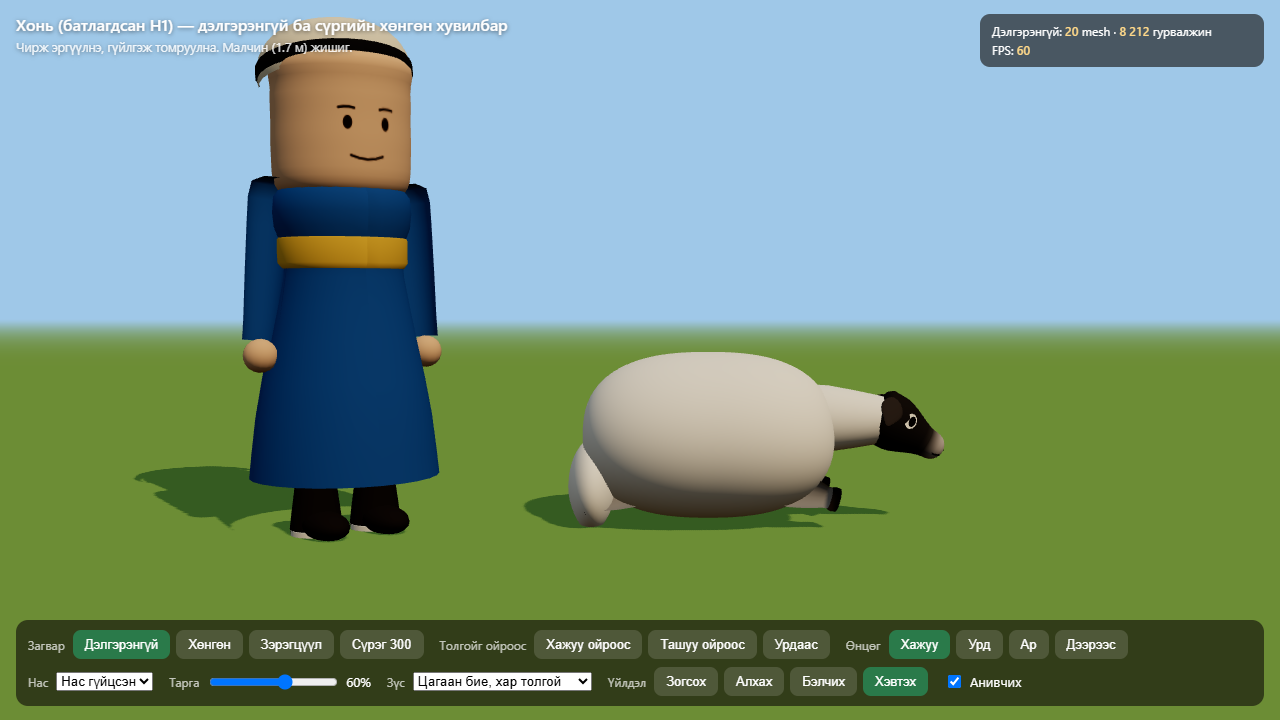 Хонь (батлагдсан H1) — дэлгэрэнгүй ба сүргийн хөнгөн хувилбар
Чирж эргүүлнэ, гүйлгэж томруулна. Малчин (1.7 м) жишиг.
Дэлгэрэнгүй: 20 mesh · 8 212 гурвалжин
FPS: 60
Загвар Дэлгэрэнгүй Хөнгөн Зэрэгцүүл Сүрэг 300 Толгойг ойроос Хажуу ойроос Ташуу ойроос Урдаас Өнцөг Хажуу Урд Ар Дээрээс
Нас Нас гүйцсэн Тарга 60% Зүс Цагаан бие, хар толгой Үйлдэл Зогсох Алхах Бэлчих Хэвтэх Анивчих